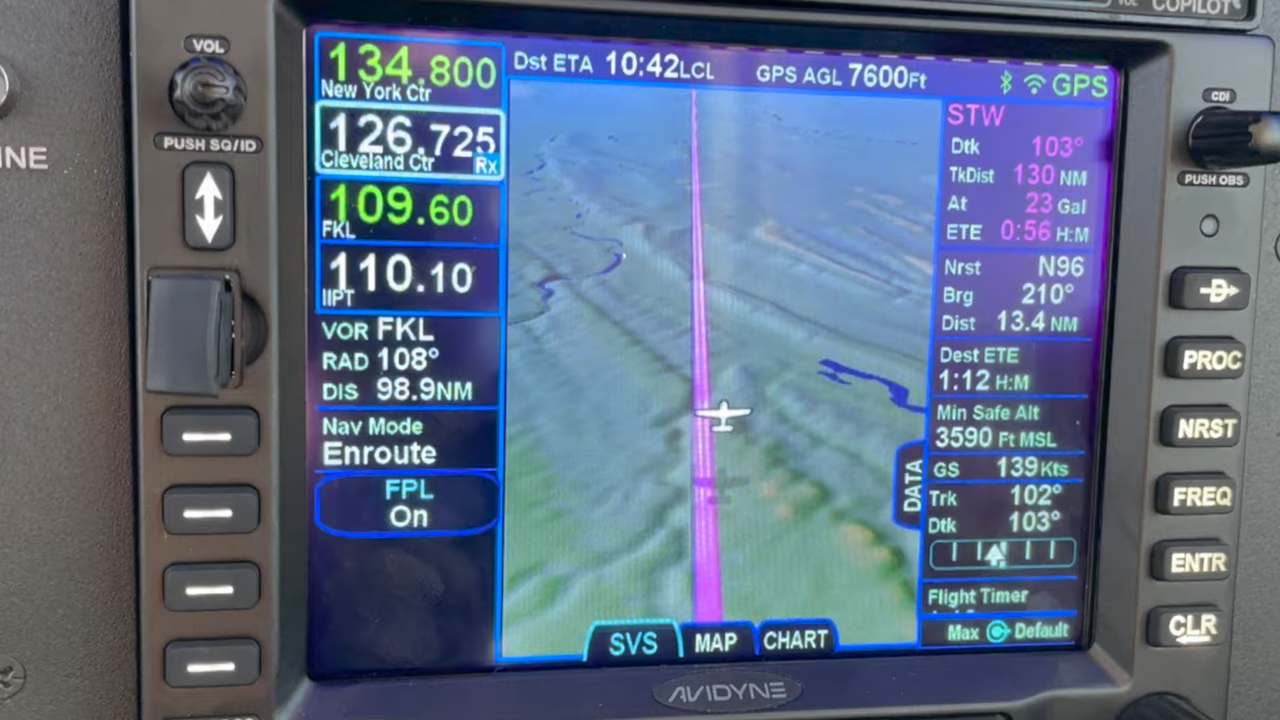 VOL
COPILOT
134.800
New York Ctr
Dst ETA 10:42LCL
GPS AGL 7600Ft
GPS
126.725
Cleveland Ctr
Rx
PUSH SQ/ID
109.60
FKL
110.10
IIPT
VOR FKL
RAD 108°
DIS 98.9NM
Nav Mode
Enroute
FPL
On
STW
Dtk 103°
TkDist 130 NM
At 23 Gal
ETE 0:56 H:M
Nrst N96
Brg 210°
Dist 13.4 NM
Dest ETE
1:12 H:M
Min Safe Alt
3590 Ft MSL
GS 139Kts
Trk 102°
Dtk 103°
DATA
Flight Timer
Max Default
SVS
MAP
CHART
CDI
PUSH OBS
D
PROC
NRST
FREQ
ENTR
CLR
AVIDYNE